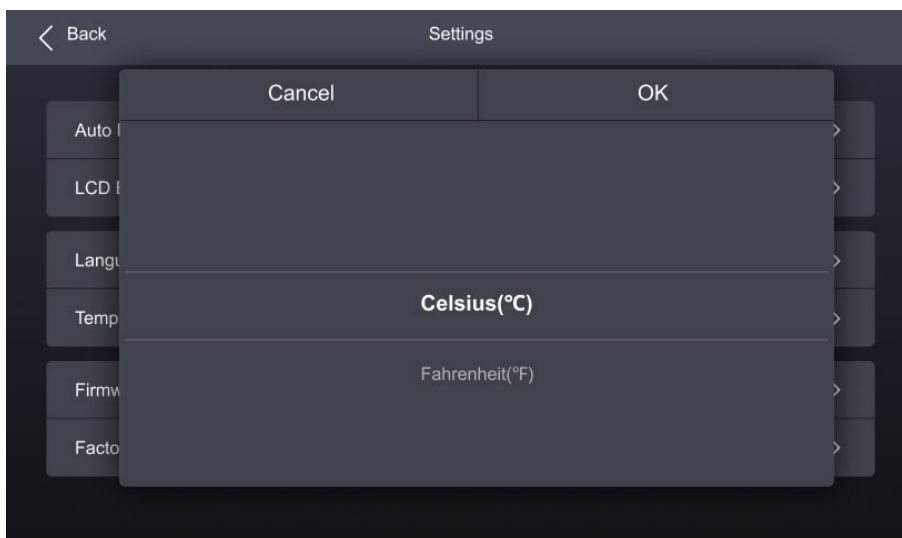 Back
Settings
Cancel
OK
Auto
LCD
Langu
Temp
Celsius(°C)
Fahrenheit(°F)
Firmw
Facto